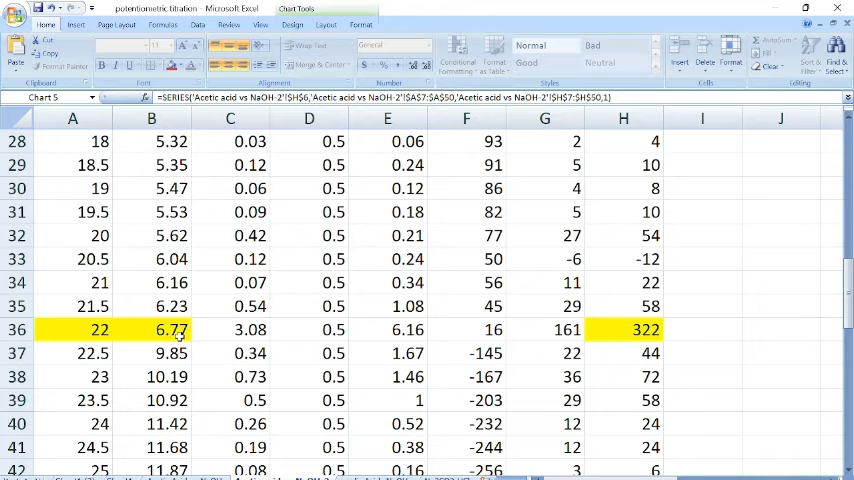 potentiometric titration
Chart Tools
Home Insert Page Layout Formulas Data Review View Design Layout Format
Paste
Cut
Copy
Format Painter
Clipboard
11 A A
B I U A
Font
Wrap Text
Merge & Center
Alignment
General
$ % ,
Number
Conditional Formatting
Format as Table
Normal Bad
Good Neutral
Styles
Insert Delete Format
Cells
Σ AutoSum
Fill
Clear
Sort & Filter
Find & Select
Editing
Chart 5 fx =SERIES('Acetic acid vs NaOH-2'!$H$6,'Acetic acid vs NaOH-2'!$A$7:$A$50,'Acetic acid vs NaOH-2'!$H$7:$H$50,1)
A B C D E F G H I J
28 18 5.32 0.03 0.5 0.06 93 2 4
29 18.5 5.35 0.12 0.5 0.24 91 5 10
30 19 5.47 0.06 0.5 0.12 86 4 8
31 19.5 5.53 0.09 0.5 0.18 82 5 10
32 20 5.62 0.42 0.5 0.21 77 27 54
33 20.5 6.04 0.12 0.5 0.24 50 -6 -12
34 21 6.16 0.07 0.5 0.34 56 11 22
35 21.5 6.23 0.54 0.5 1.08 45 29 58
36 22 6.77 3.08 0.5 6.16 16 161 322
37 22.5 9.85 0.34 0.5 1.67 -145 22 44
38 23 10.19 0.73 0.5 1.46 -167 36 72
39 23.5 10.92 0.5 0.5 1 -203 29 58
40 24 11.42 0.26 0.5 0.52 -232 12 24
41 24.5 11.68 0.19 0.5 0.38 -244 12 24
42 25 11.87 0.08 0.5 0.16 -256 3 6